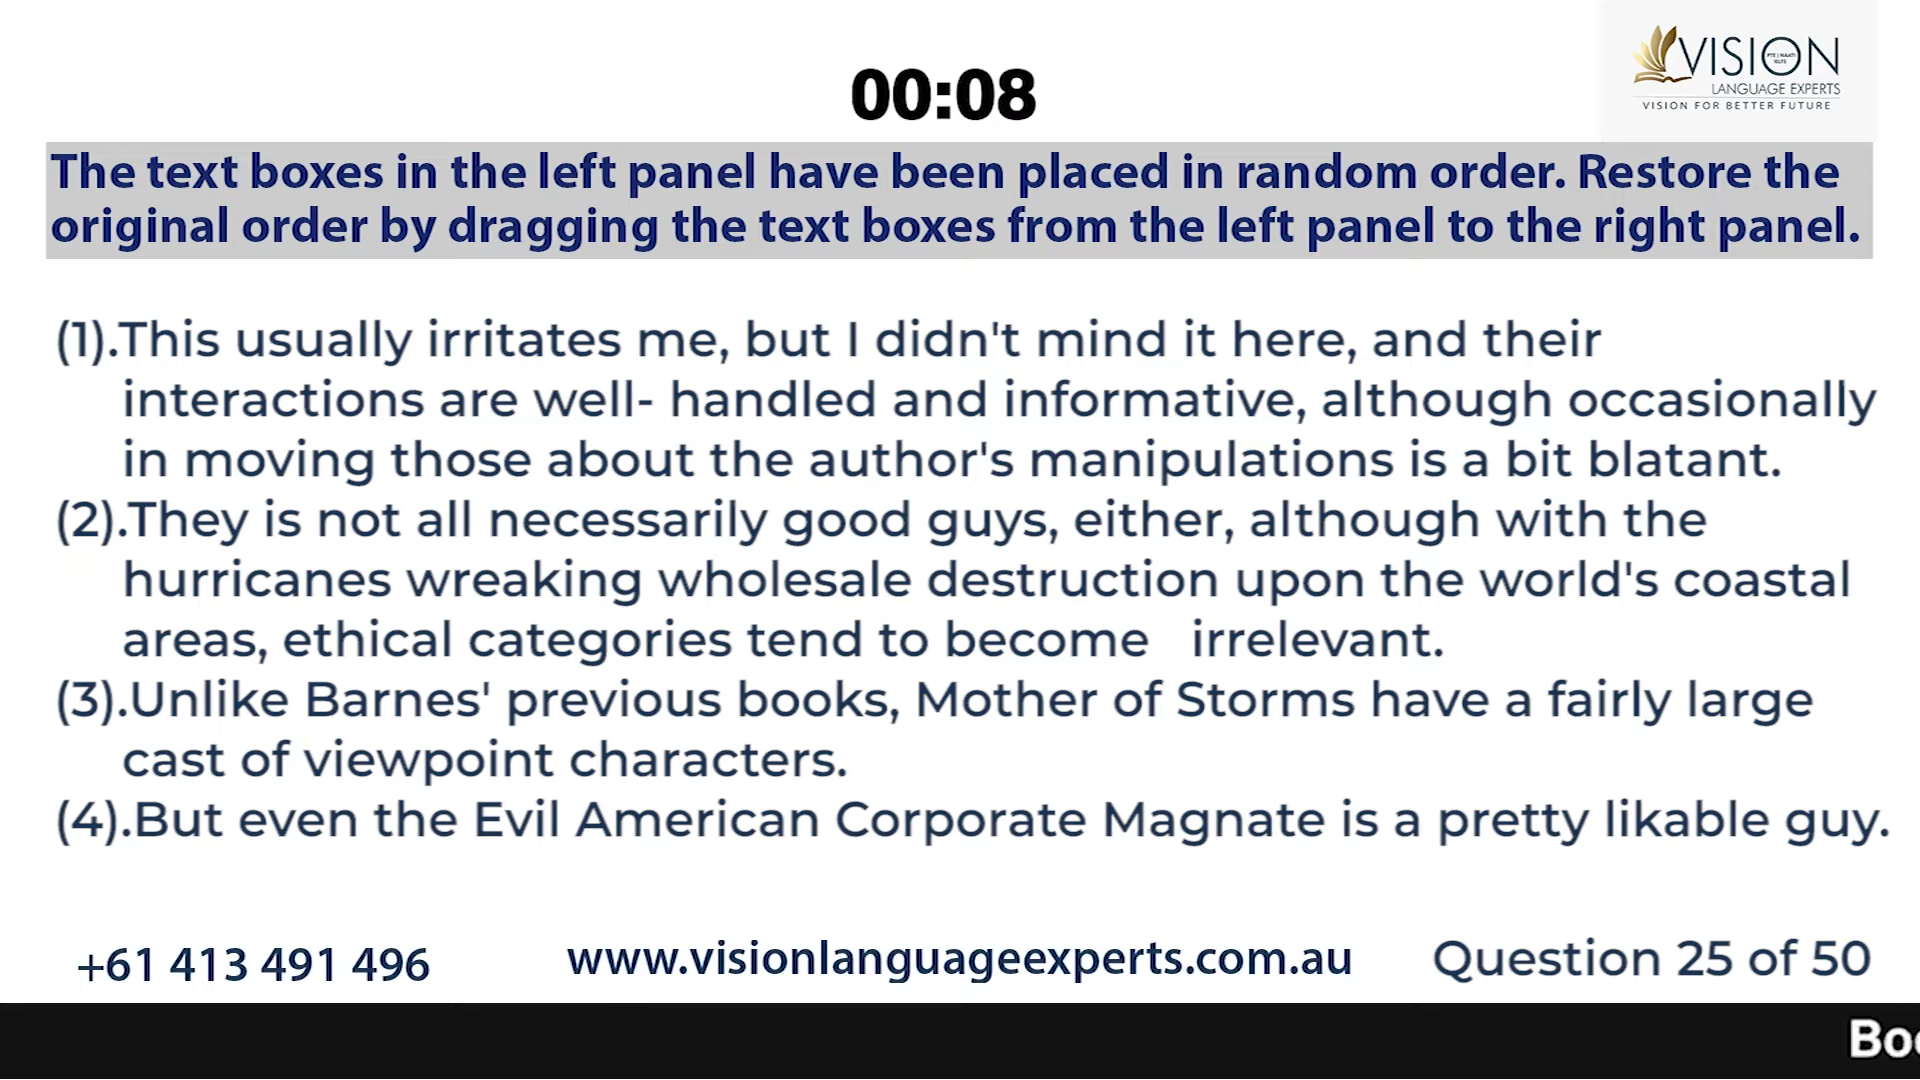 VISION
LANGUAGE EXPERTS
VISION FOR BETTER FUTURE
00:08
The text boxes in the left panel have been placed in random order. Restore the
original order by dragging the text boxes from the left panel to the right panel.
(1).This usually irritates me, but I didn't mind it here, and their
interactions are well- handled and informative, although occasionally
in moving those about the author's manipulations is a bit blatant.
(2).They is not all necessarily good guys, either, although with the
hurricanes wreaking wholesale destruction upon the world's coastal
areas, ethical categories tend to become irrelevant.
(3).Unlike Barnes' previous books, Mother of Storms have a fairly large
cast of viewpoint characters.
(4).But even the Evil American Corporate Magnate is a pretty likable guy.
+61 413 491 496
www.visionlanguageexperts.com.au
Question 25 of 50